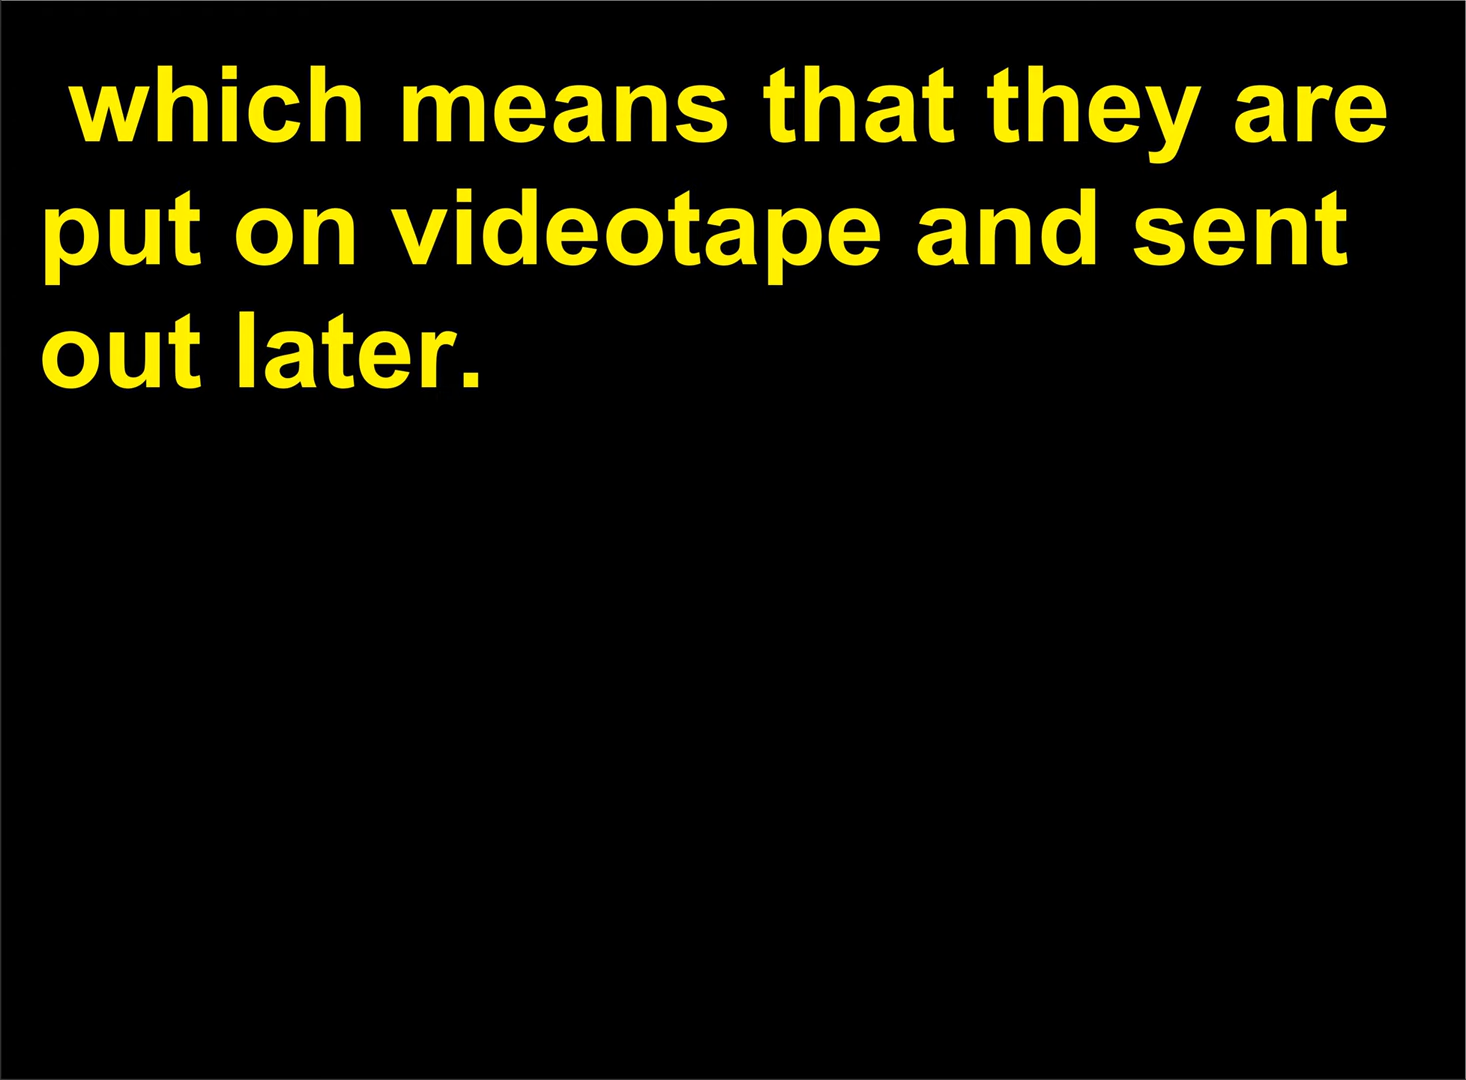 which means that they are
put on videotape and sent
out later.